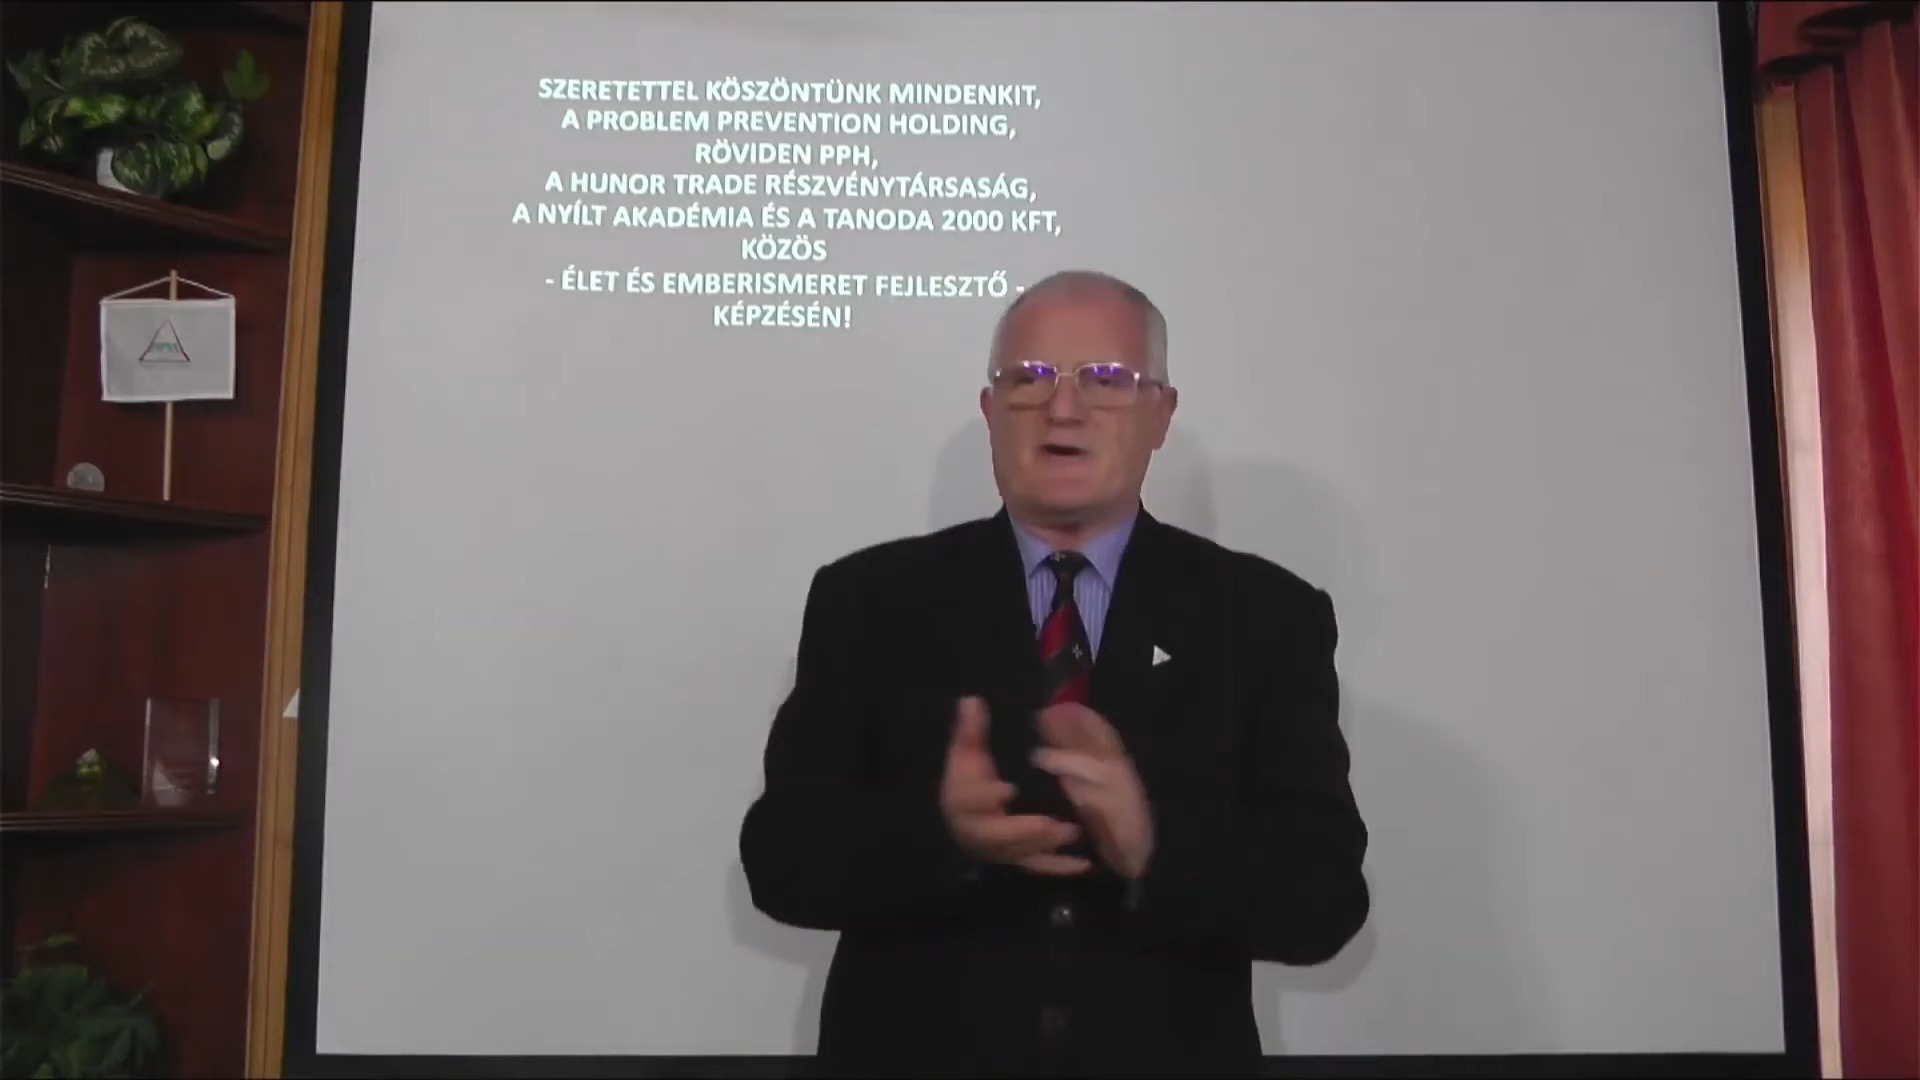 SZERETETTEL KÖSZÖNTÜNK MINDENKIT,
A PROBLEM PREVENTION HOLDING,
RÖVIDEN PPH,
A HUNOR TRADE RÉSZVÉNYTÁRSASÁG,
A NYÍLT AKADÉMIA ÉS A TANODA 2000 KFT,
KÖZÖS
- ÉLET ÉS EMBERISMERET FEJLESZTŐ -
KÉPZÉSÉN!